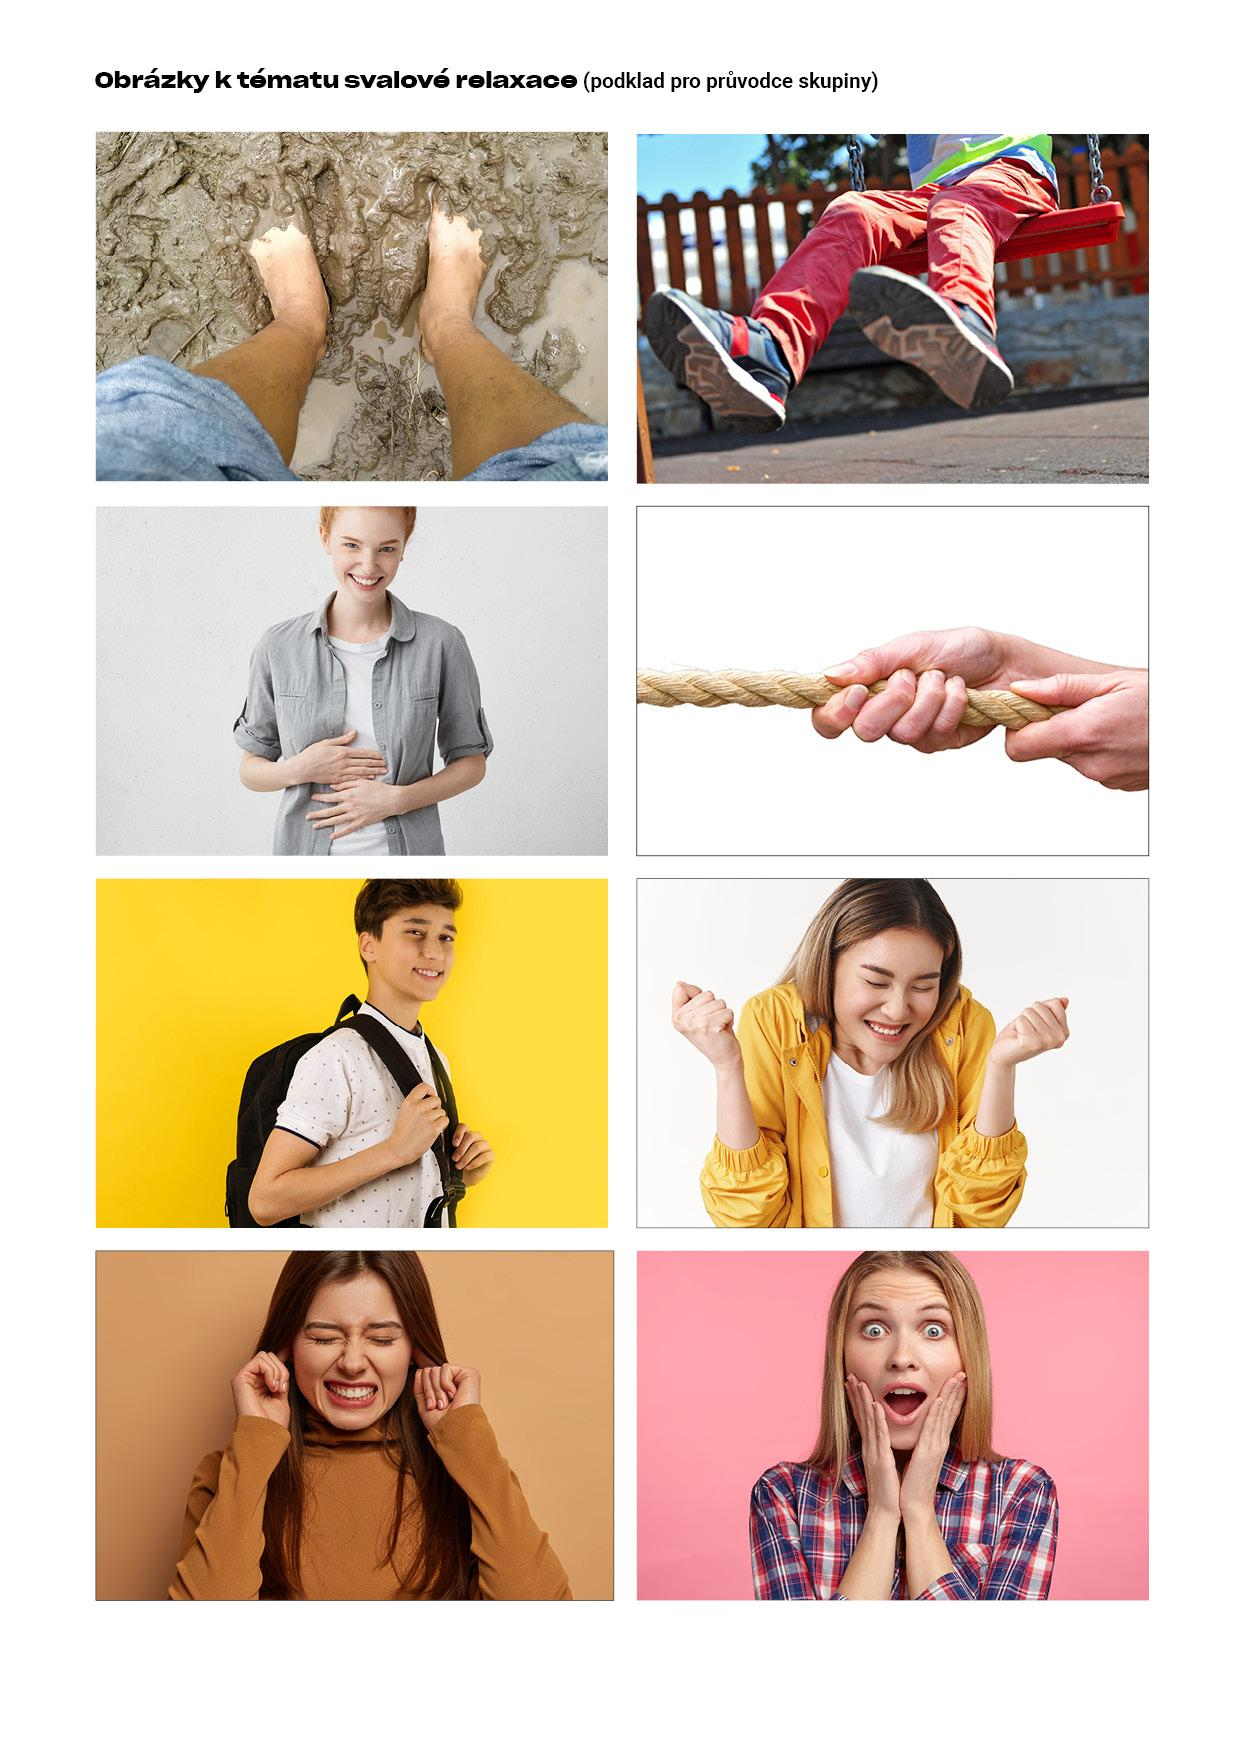 Obrázky k tématu svalové relaxace (podklad pro průvodce skupiny)